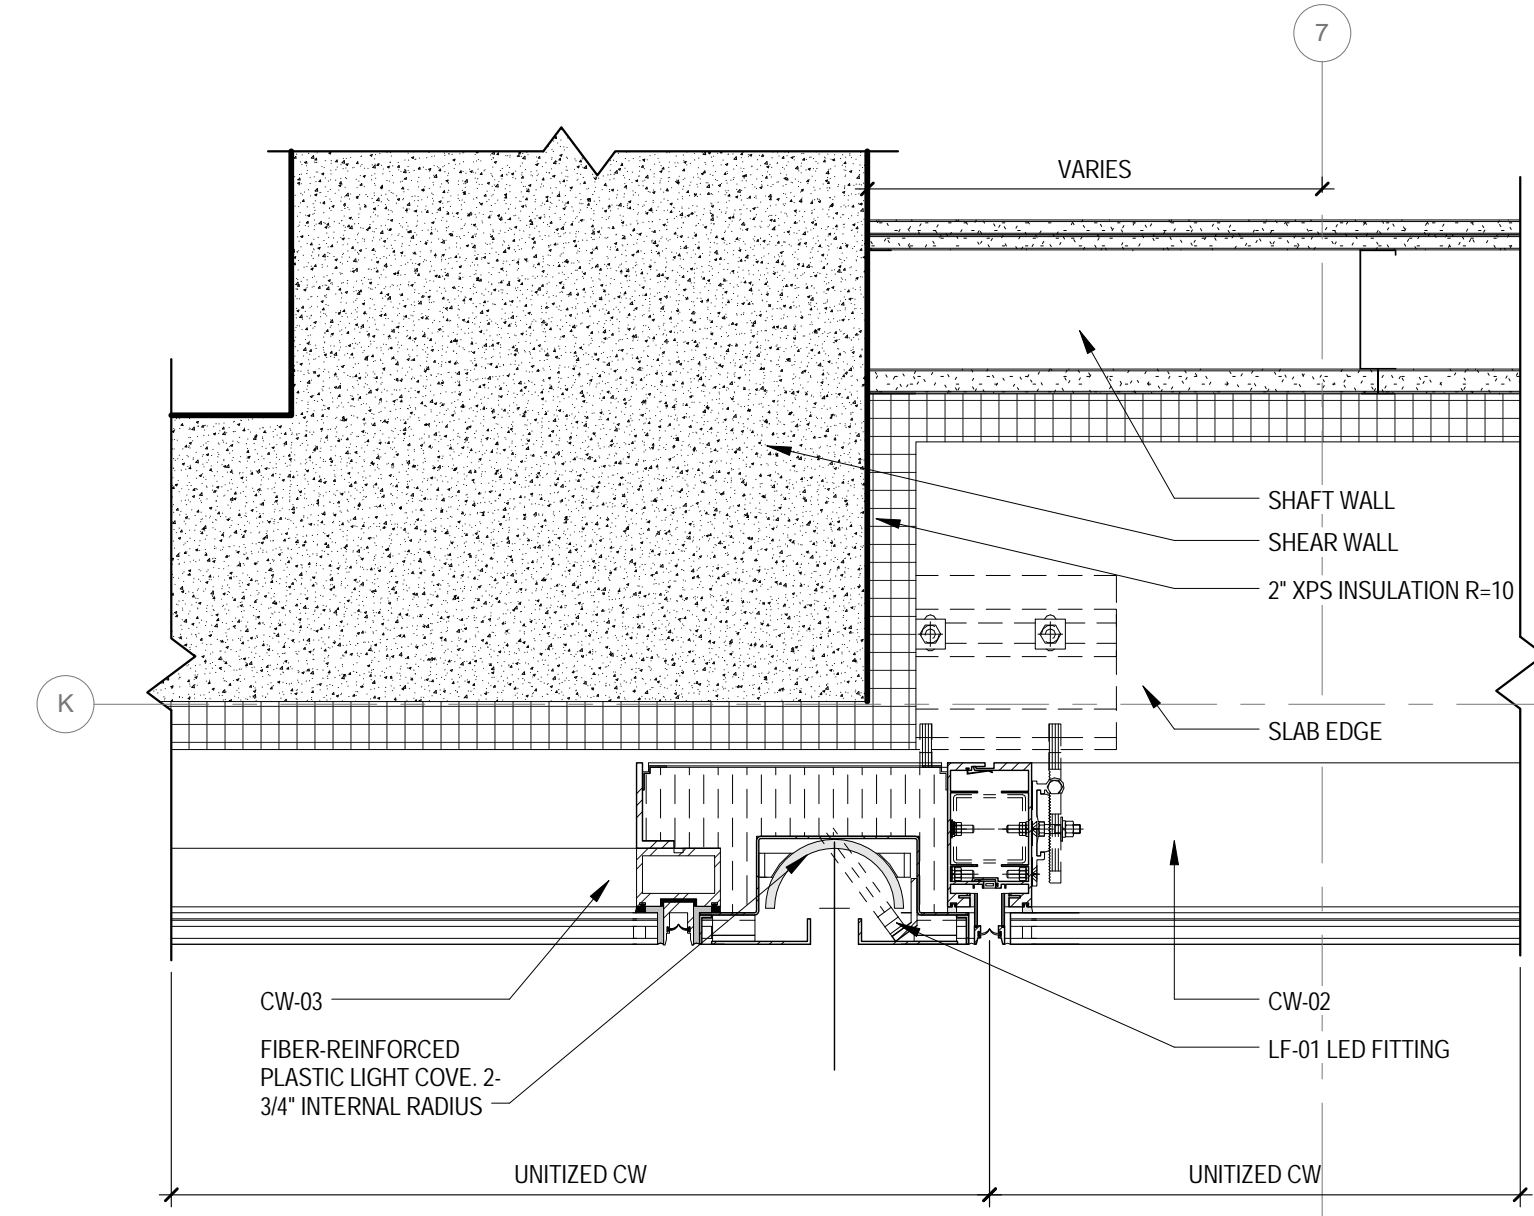 7
VARIES
SHAFT WALL
SHEAR WALL
2" XPS INSULATION R=10
K
SLAB EDGE
CW-03
CW-02
FIBER-REINFORCED
PLASTIC LIGHT COVE. 2-
3/4" INTERNAL RADIUS
LF-01 LED FITTING
UNITIZED CW
UNITIZED CW